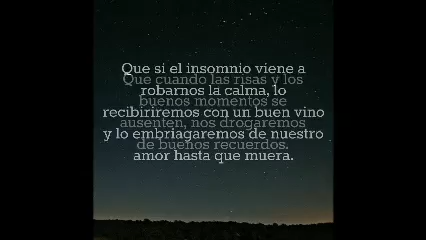 Que si el insomnio viene a
robarnos la calma, lo
recibiriremos con un buen vino
y lo embriagaremos de nuestro
amor hasta que muera.
Que cuando las risas y los
buenos momentos se
ausenten, nos drogaremos
de buenos recuerdos.